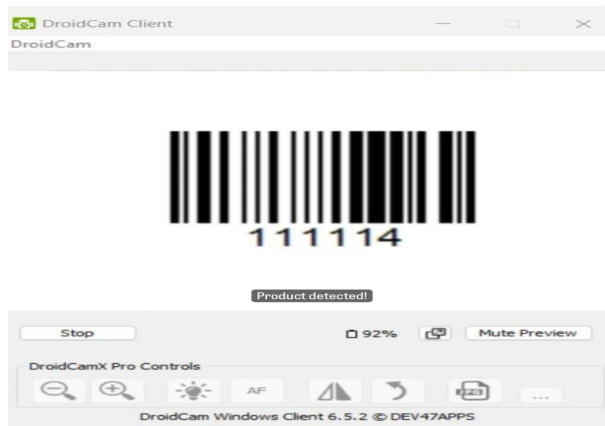 DroidCam Client
DroidCam
111114
Product detected!
Stop
92%
Mute Preview
DroidCamX Pro Controls
AF
...
DroidCam Windows Client 6.5.2 © DEV47APPS